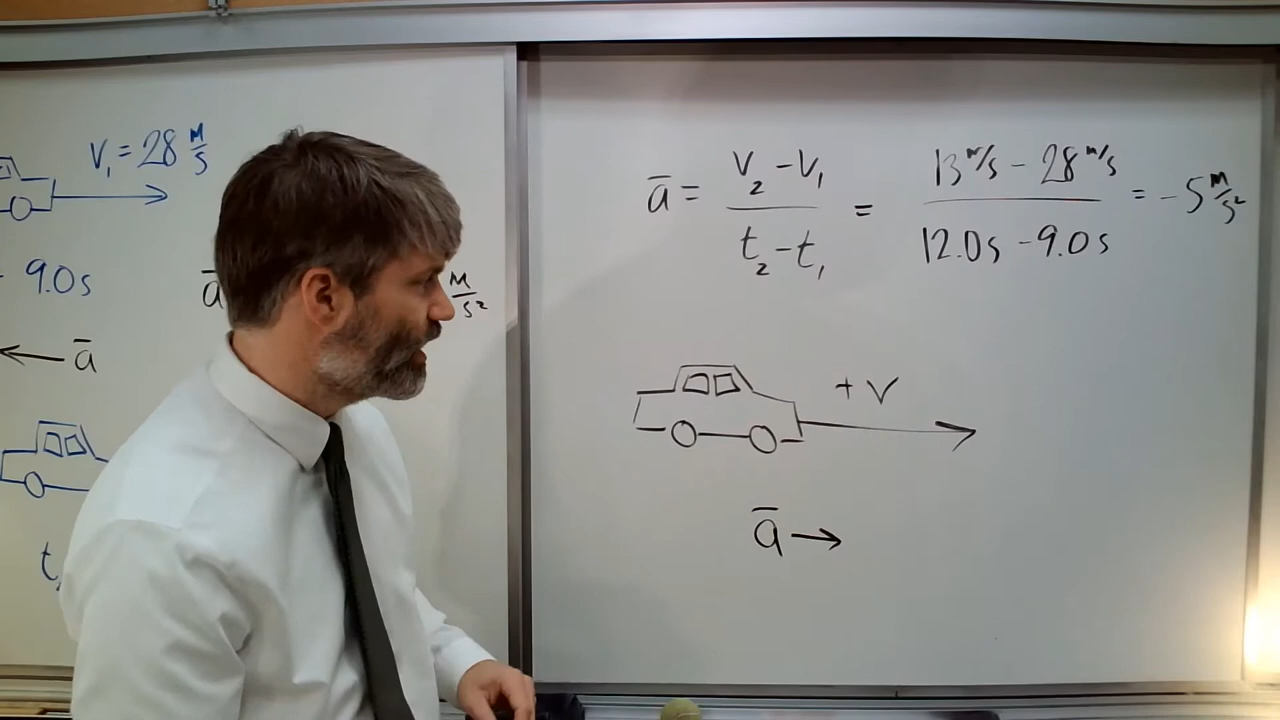 V₁ = 28 M/S
9.0s
a̅
M/s²
← a̅
t
a̅ = (V₂ - V₁)/(t₂ - t₁) = (13 m/s - 28 m/s)/(12.0s - 9.0s) = -5 M/s²
+ V
a̅ →